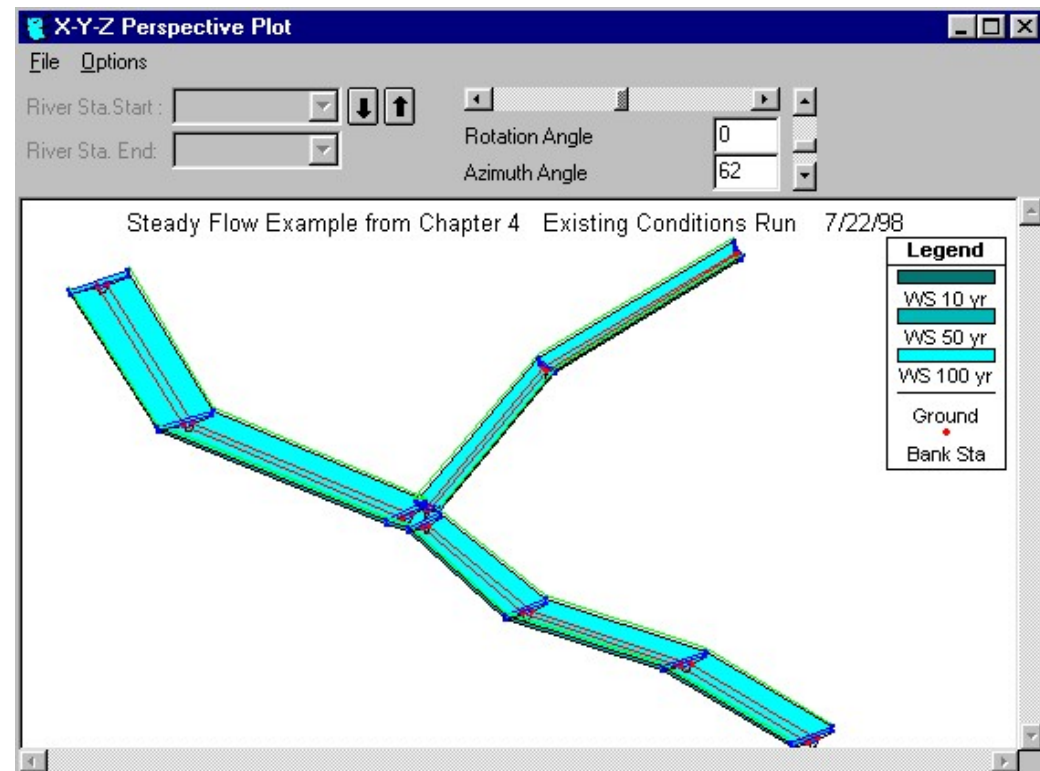 X-Y-Z Perspective Plot
File Options
River Sta.Start :
River Sta. End:
Rotation Angle 0
Azimuth Angle 62
Steady Flow Example from Chapter 4 Existing Conditions Run 7/22/98
Legend
WS 10 yr
WS 50 yr
WS 100 yr
Ground
Bank Sta